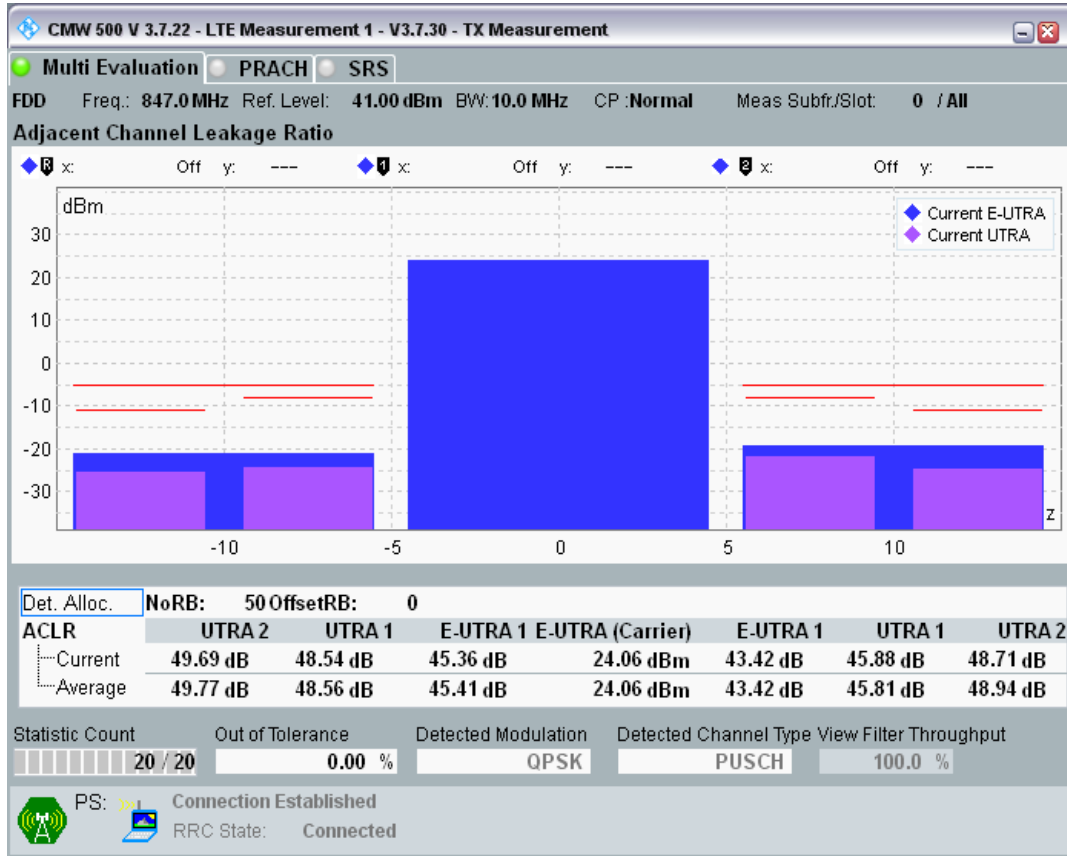 CMW 500 V 3.7.22 - LTE Measurement 1 - V3.7.30 - TX Measurement
Multi Evaluation PRACH SRS
FDD Freq.: 847.0 MHz Ref. Level: 41.00 dBm BW: 10.0 MHz CP :Normal Meas Subfr./Slot: 0 / All
Adjacent Channel Leakage Ratio
R x: Off y: --- 1 x: Off y: --- 2 x: Off y: ---
dBm
Current E-UTRA
Current UTRA
30
20
10
0
-10
-20
-30
z
-10 -5 0 5 10
Det. Alloc. NoRB: 50 OffsetRB: 0
ACLR UTRA 2 UTRA 1 E-UTRA 1 E-UTRA (Carrier) E-UTRA 1 UTRA 1 UTRA 2
Current 49.69 dB 48.54 dB 45.36 dB 24.06 dBm 43.42 dB 45.88 dB 48.71 dB
Average 49.77 dB 48.56 dB 45.41 dB 24.06 dBm 43.42 dB 45.81 dB 48.94 dB
Statistic Count Out of Tolerance Detected Modulation Detected Channel Type View Filter Throughput
20 / 20 0.00 % QPSK PUSCH 100.0 %
PS: Connection Established
RRC State: Connected